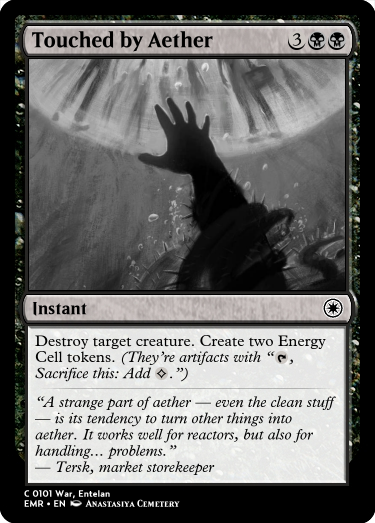 Touched by Aether 3
Instant
Destroy target creature. Create two Energy
Cell tokens. (They're artifacts with “,
Sacrifice this: Add .”)
“A strange part of aether — even the clean stuff
— is its tendency to turn other things into
aether. It works well for reactors, but also for
handling… problems.”
— Tersk, market storekeeper
C 0101 War, Entelan
EMR • EN Anastasiya Cemetery